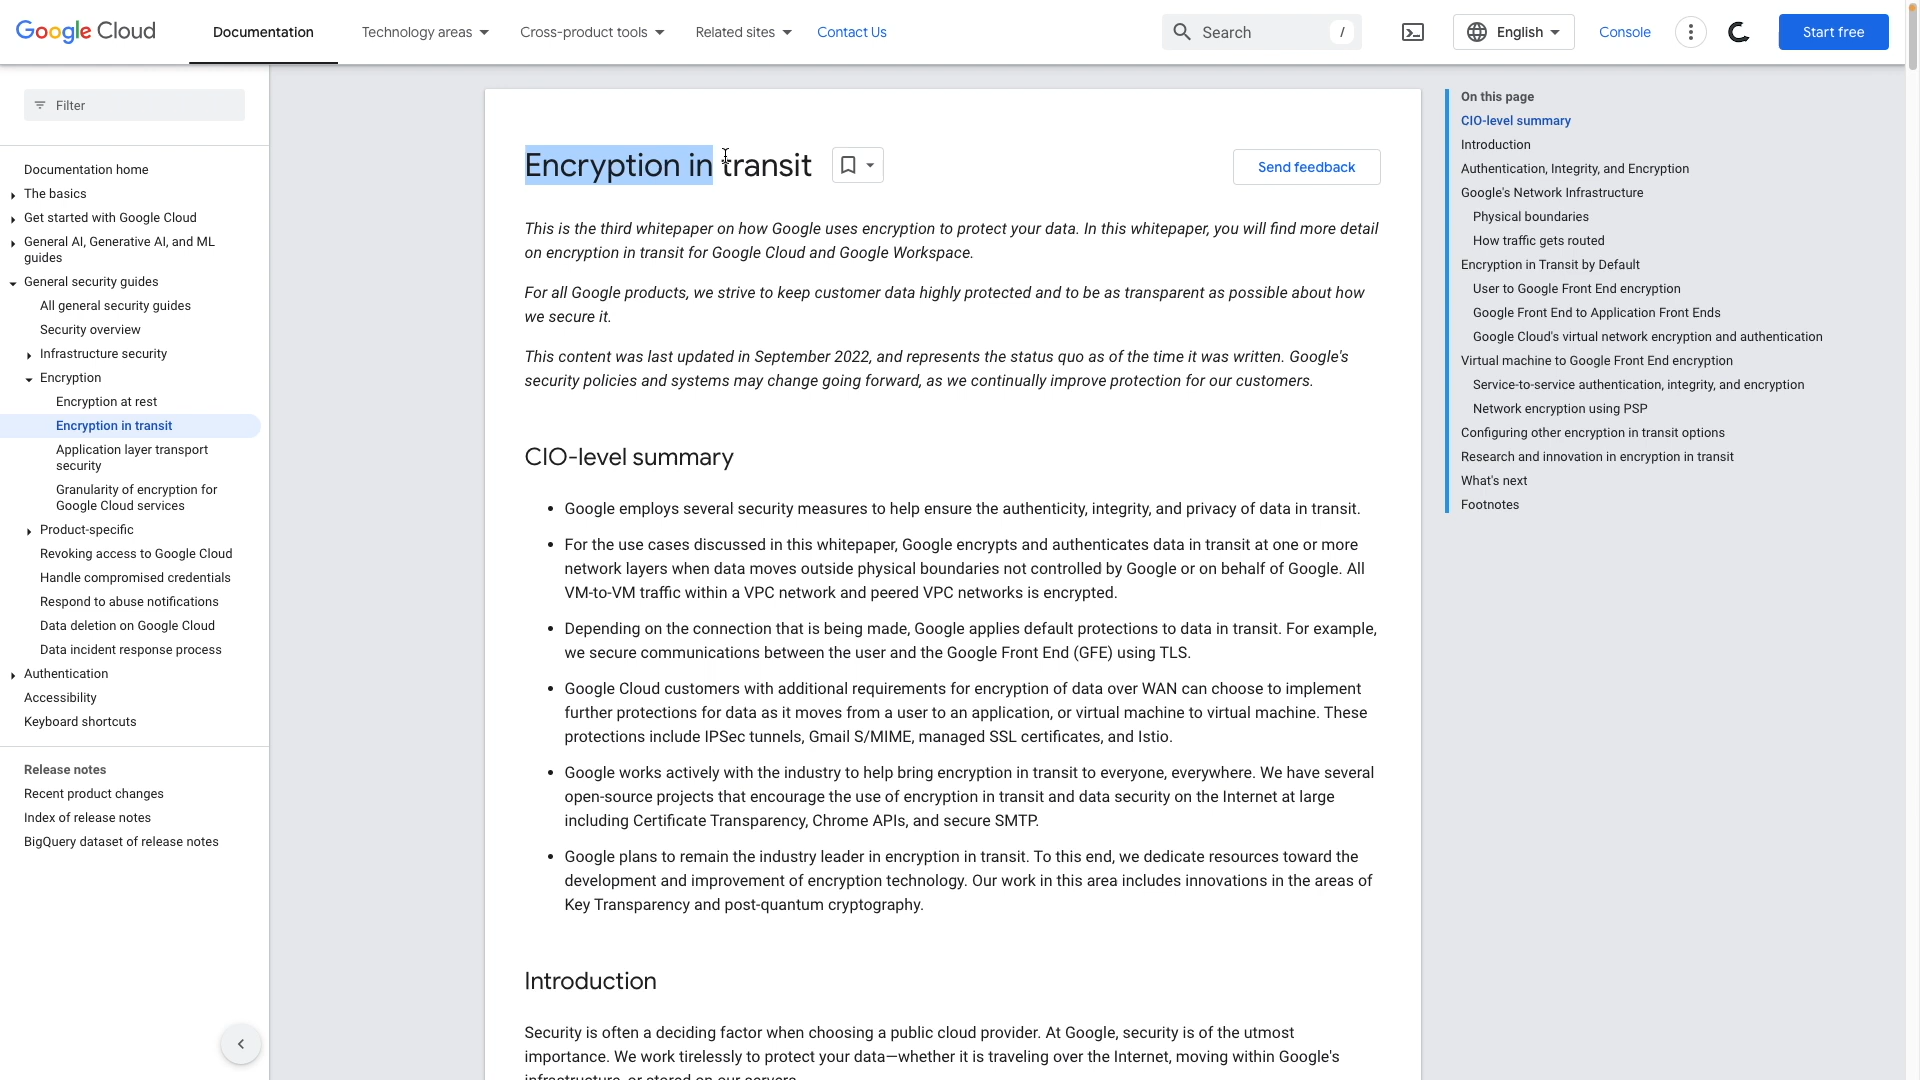 Google Cloud
Documentation
Technology areas
Cross-product tools
Related sites
Contact Us
Search
/
English
Console
Start free
Filter
Documentation home
The basics
Get started with Google Cloud
General AI, Generative AI, and ML
guides
General security guides
All general security guides
Security overview
Infrastructure security
Encryption
Encryption at rest
Encryption in transit
Application layer transport
security
Granularity of encryption for
Google Cloud services
Product-specific
Revoking access to Google Cloud
Handle compromised credentials
Respond to abuse notifications
Data deletion on Google Cloud
Data incident response process
Authentication
Accessibility
Keyboard shortcuts
Release notes
Recent product changes
Index of release notes
BigQuery dataset of release notes
Encryption in transit
Send feedback
This is the third whitepaper on how Google uses encryption to protect your data. In this whitepaper, you will find more detail
on encryption in transit for Google Cloud and Google Workspace.
For all Google products, we strive to keep customer data highly protected and to be as transparent as possible about how
we secure it.
This content was last updated in September 2022, and represents the status quo as of the time it was written. Google's
security policies and systems may change going forward, as we continually improve protection for our customers.
CIO-level summary
• Google employs several security measures to help ensure the authenticity, integrity, and privacy of data in transit.
• For the use cases discussed in this whitepaper, Google encrypts and authenticates data in transit at one or more
network layers when data moves outside physical boundaries not controlled by Google or on behalf of Google. All
VM-to-VM traffic within a VPC network and peered VPC networks is encrypted.
• Depending on the connection that is being made, Google applies default protections to data in transit. For example,
we secure communications between the user and the Google Front End (GFE) using TLS.
• Google Cloud customers with additional requirements for encryption of data over WAN can choose to implement
further protections for data as it moves from a user to an application, or virtual machine to virtual machine. These
protections include IPSec tunnels, Gmail S/MIME, managed SSL certificates, and Istio.
• Google works actively with the industry to help bring encryption in transit to everyone, everywhere. We have several
open-source projects that encourage the use of encryption in transit and data security on the Internet at large
including Certificate Transparency, Chrome APIs, and secure SMTP.
• Google plans to remain the industry leader in encryption in transit. To this end, we dedicate resources toward the
development and improvement of encryption technology. Our work in this area includes innovations in the areas of
Key Transparency and post-quantum cryptography.
Introduction
Security is often a deciding factor when choosing a public cloud provider. At Google, security is of the utmost
importance. We work tirelessly to protect your data—whether it is traveling over the Internet, moving within Google's
infrastructure, or stored on our servers.
On this page
CIO-level summary
Introduction
Authentication, Integrity, and Encryption
Google's Network Infrastructure
Physical boundaries
How traffic gets routed
Encryption in Transit by Default
User to Google Front End encryption
Google Front End to Application Front Ends
Google Cloud's virtual network encryption and authentication
Virtual machine to Google Front End encryption
Service-to-service authentication, integrity, and encryption
Network encryption using PSP
Configuring other encryption in transit options
Research and innovation in encryption in transit
What's next
Footnotes